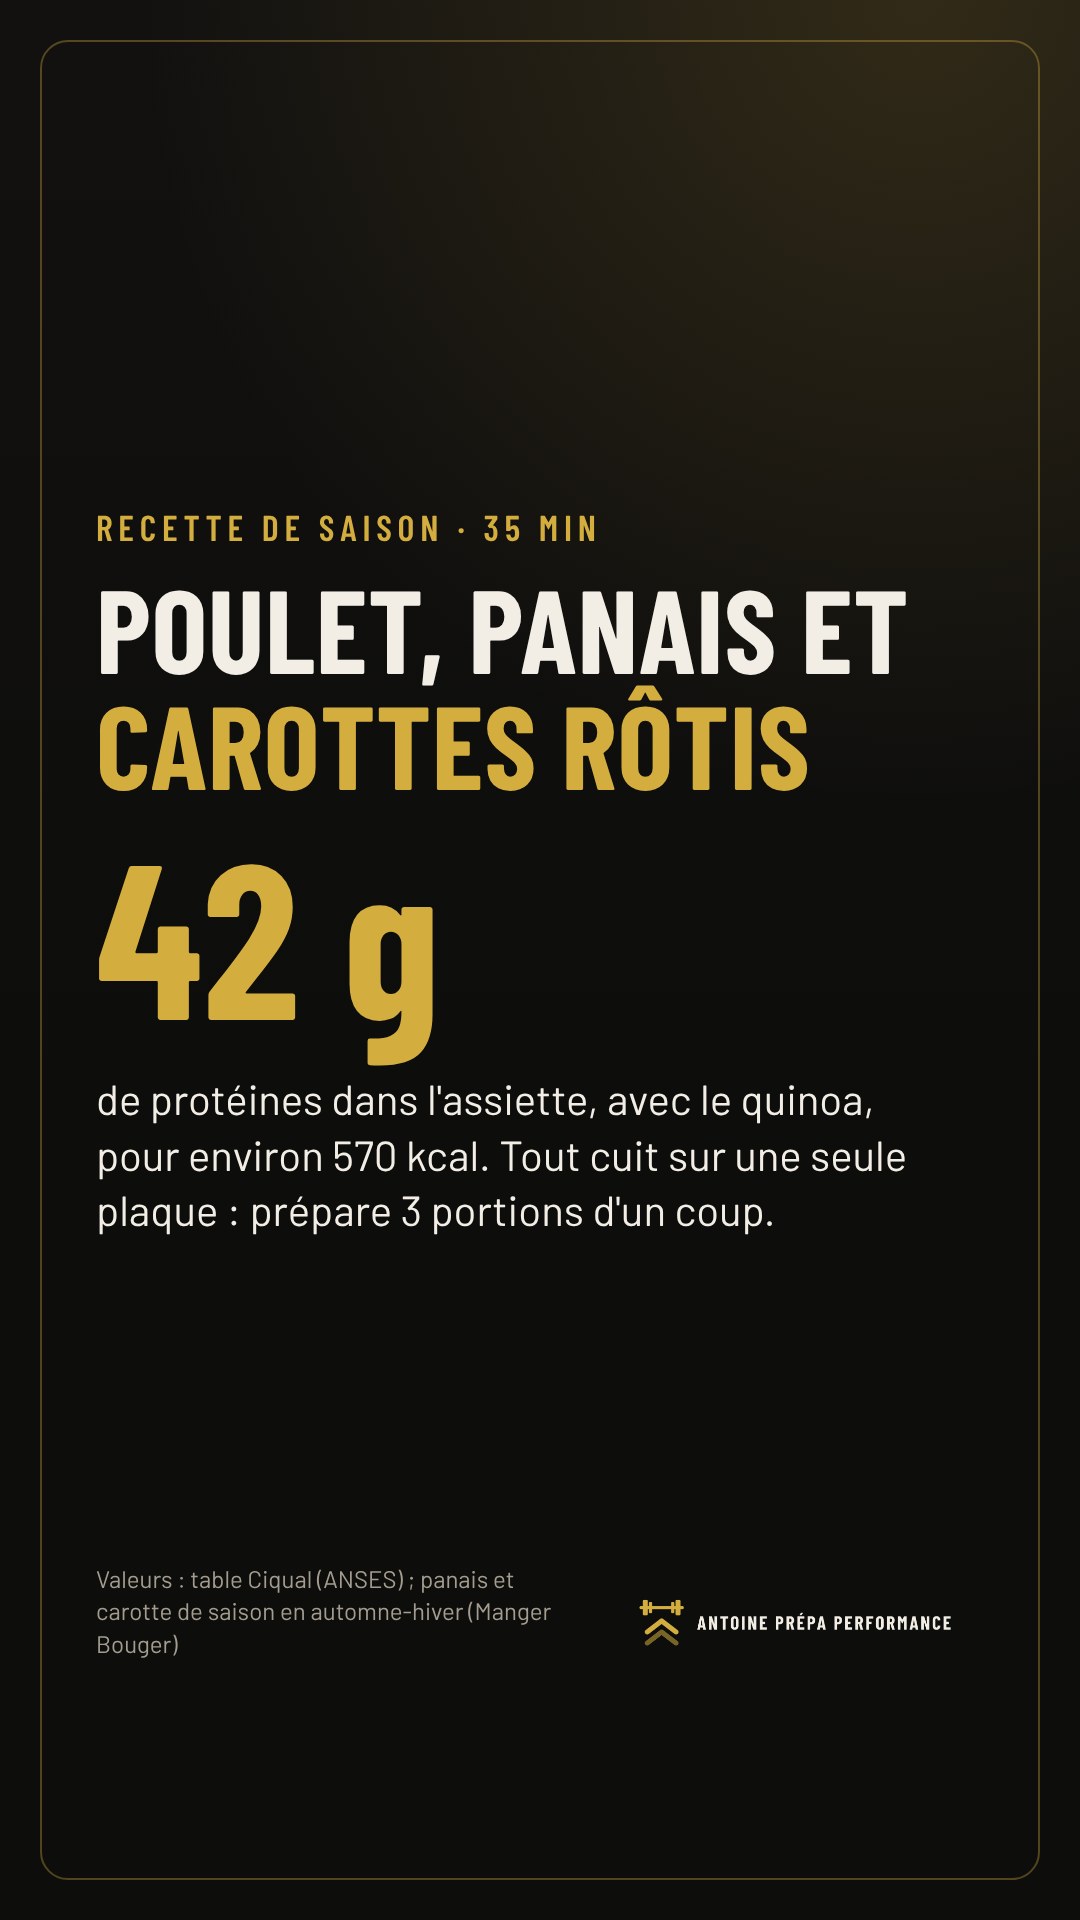 RECETTE DE SAISON · 35 MIN
POULET, PANAIS ET
CAROTTES RÔTIS
42 g
de protéines dans l'assiette, avec le quinoa,
pour environ 570 kcal. Tout cuit sur une seule
plaque : prépare 3 portions d'un coup.
Valeurs : table Ciqual (ANSES) ; panais et
carotte de saison en automne-hiver (Manger
Bouger)
ANTOINE PRÉPA PERFORMANCE